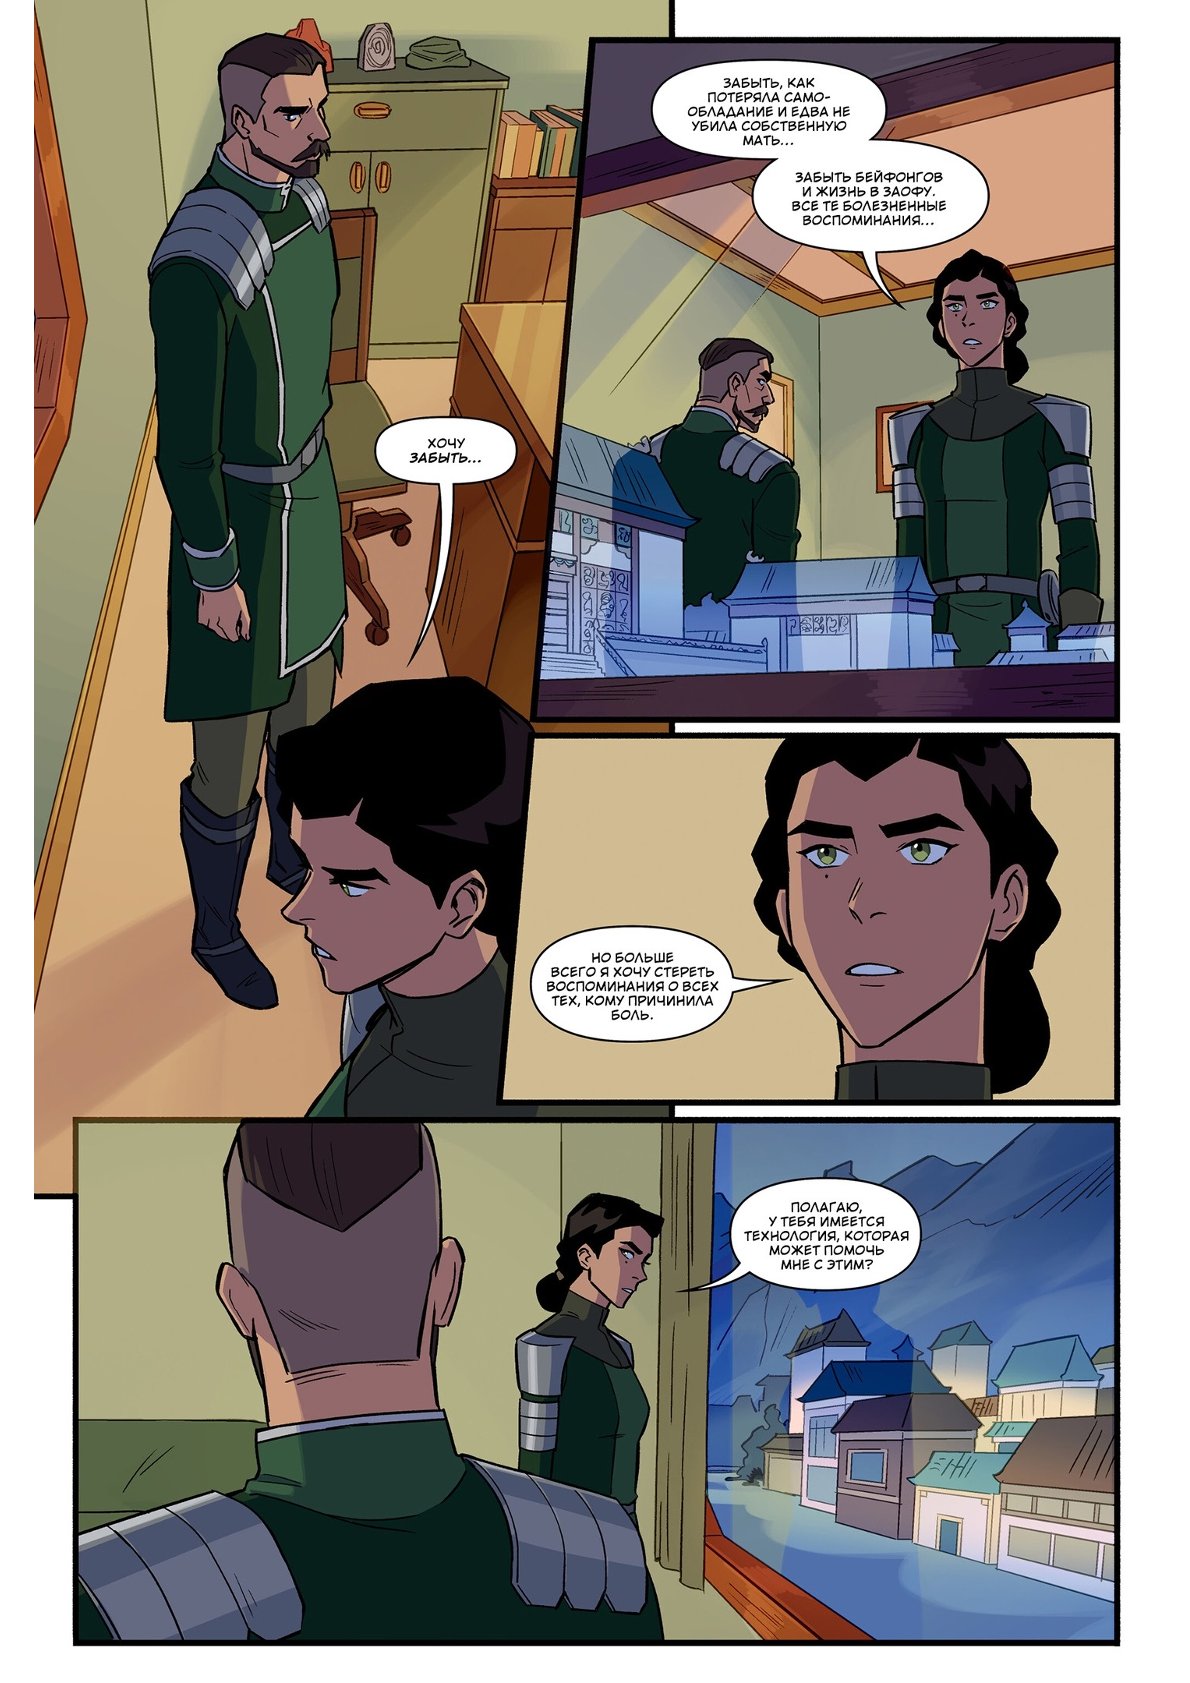 ХОЧУ
ЗАБЫТЬ...
ЗАБЫТЬ, КАК
ПОТЕРЯЛА САМО-
ОБЛАДАНИЕ И ЕДВА НЕ
УБИЛА СОБСТВЕННУЮ
МАТЬ...
ЗАБЫТЬ БЕЙФОНГОВ
И ЖИЗНЬ В ЗАОФУ.
ВСЕ ТЕ БОЛЕЗНЕННЫЕ
ВОСПОМИНАНИЯ...
НО БОЛЬШЕ
ВСЕГО Я ХОЧУ СТЕРЕТЬ
ВОСПОМИНАНИЯ О ВСЕХ
ТЕХ, КОМУ ПРИЧИНИЛА
БОЛЬ.
ПОЛАГАЮ,
У ТЕБЯ ИМЕЕТСЯ
ТЕХНОЛОГИЯ, КОТОРАЯ
МОЖЕТ ПОМОЧЬ
МНЕ С ЭТИМ?